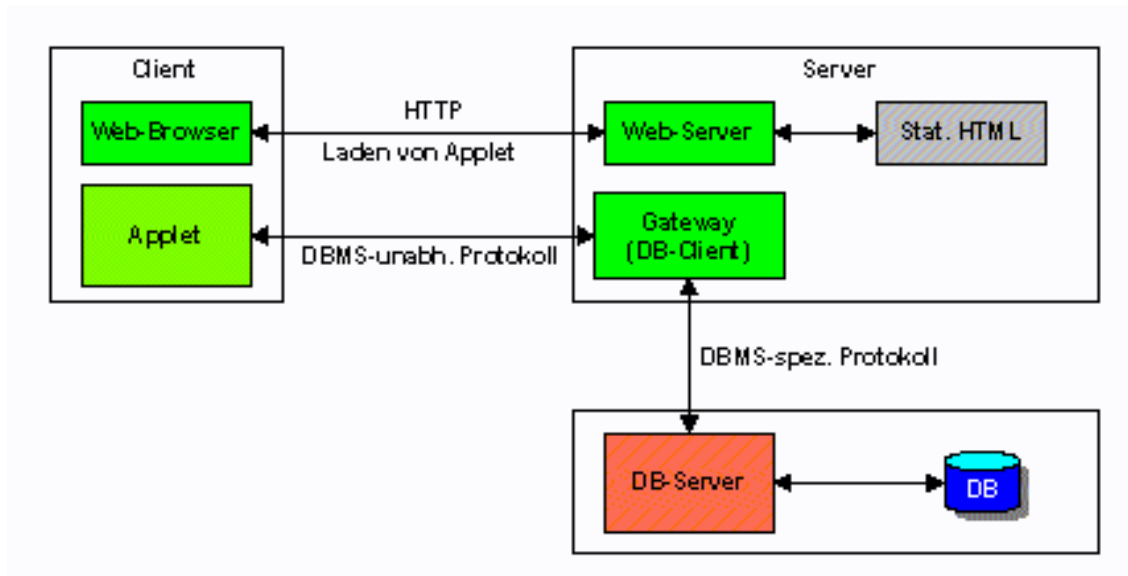 Client
Server
Web-Browser
HTTP
Laden von Applet
Web-Server
Stat. HTML
Applet
DBMS-unabh. Protokoll
Gateway
(DB-Client)
DBMS-spez. Protokoll
DB-Server
DB